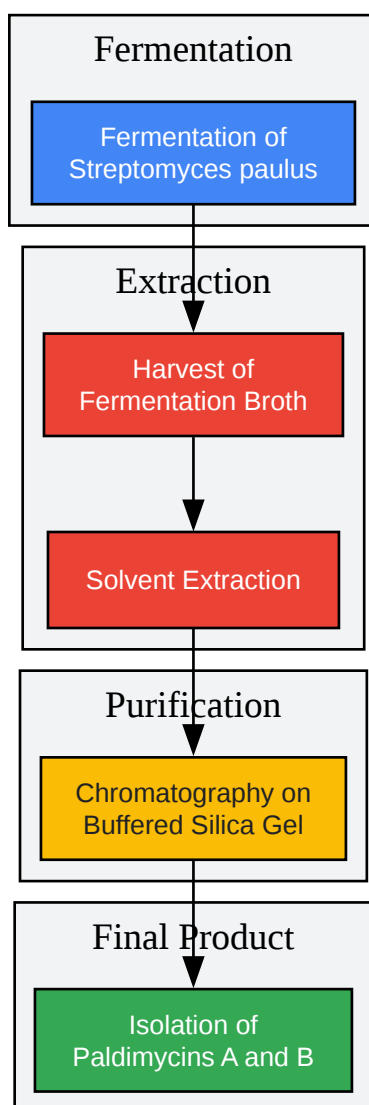 Fermentation
Fermentation of
Streptomyces paulus
Extraction
Harvest of
Fermentation Broth
Solvent Extraction
Purification
Chromatography on
Buffered Silica Gel
Final Product
Isolation of
Paldimycins A and B